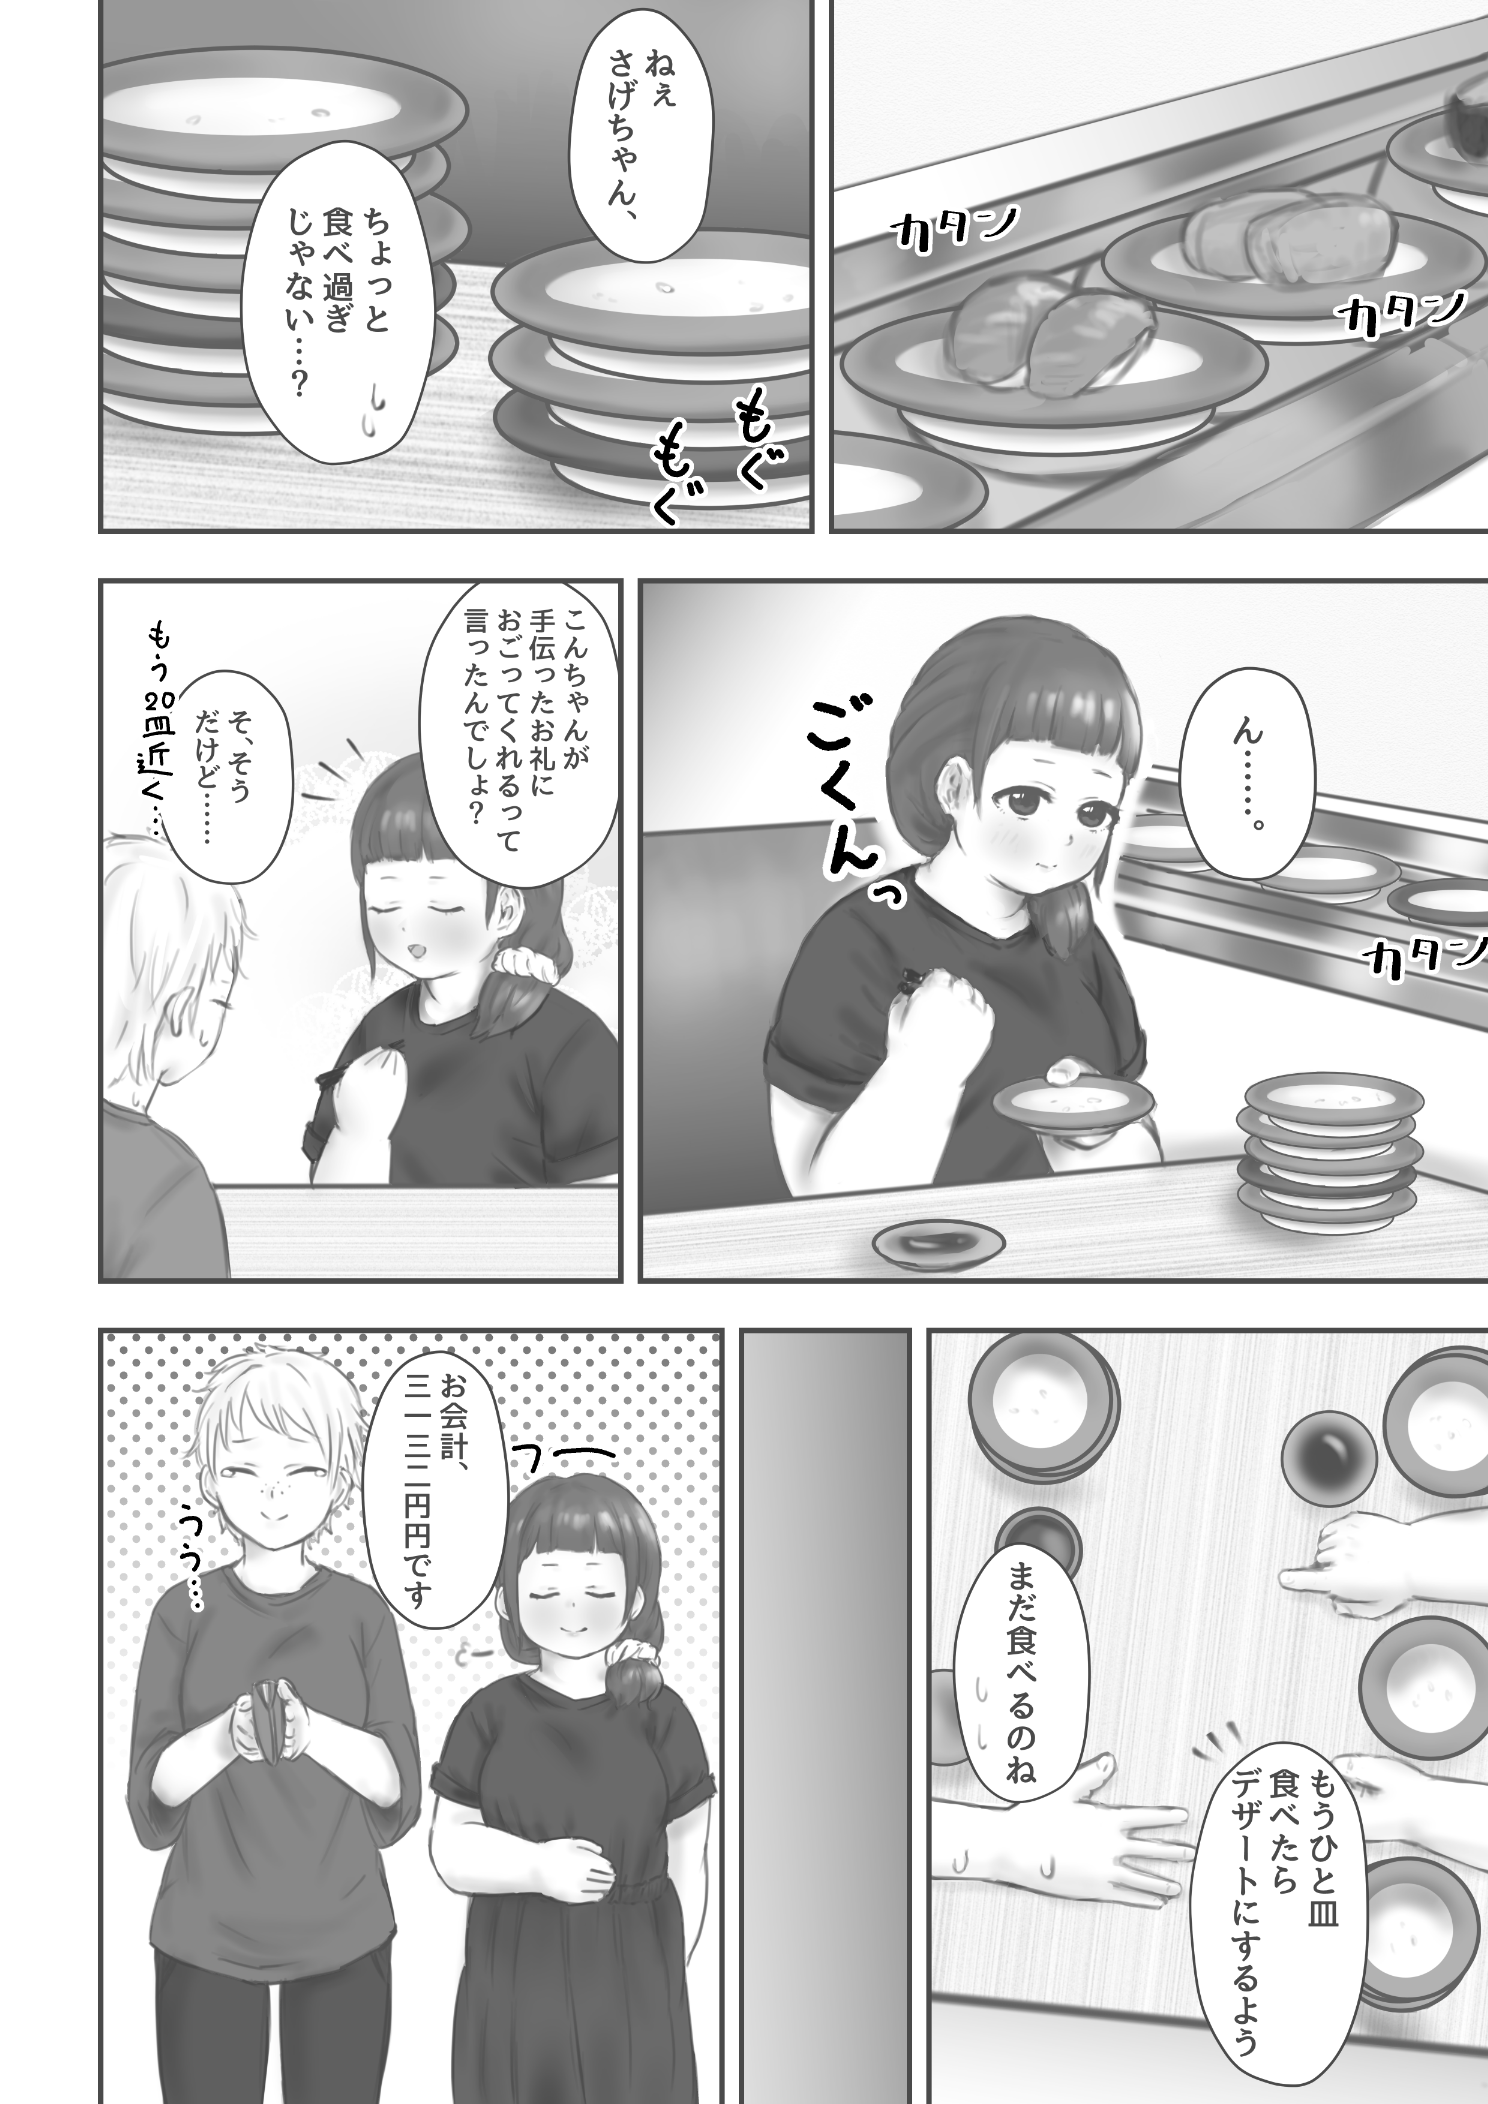 カタン
カタン
ねぇ
さげちゃん、
ちょっと
食べ過ぎ
じゃない…？
もぐ
もぐ
ん……。
ごくんっ
カタン
こんちゃんが
手伝ったお礼に
おごってくれるって
言ったんでしょ？
そ、そう
だけど……
もう20皿近く…
もうひと皿
食べたら
デザートにするよう
まだ食べるのね
お会計、
三一三二円円です
フー
うう…